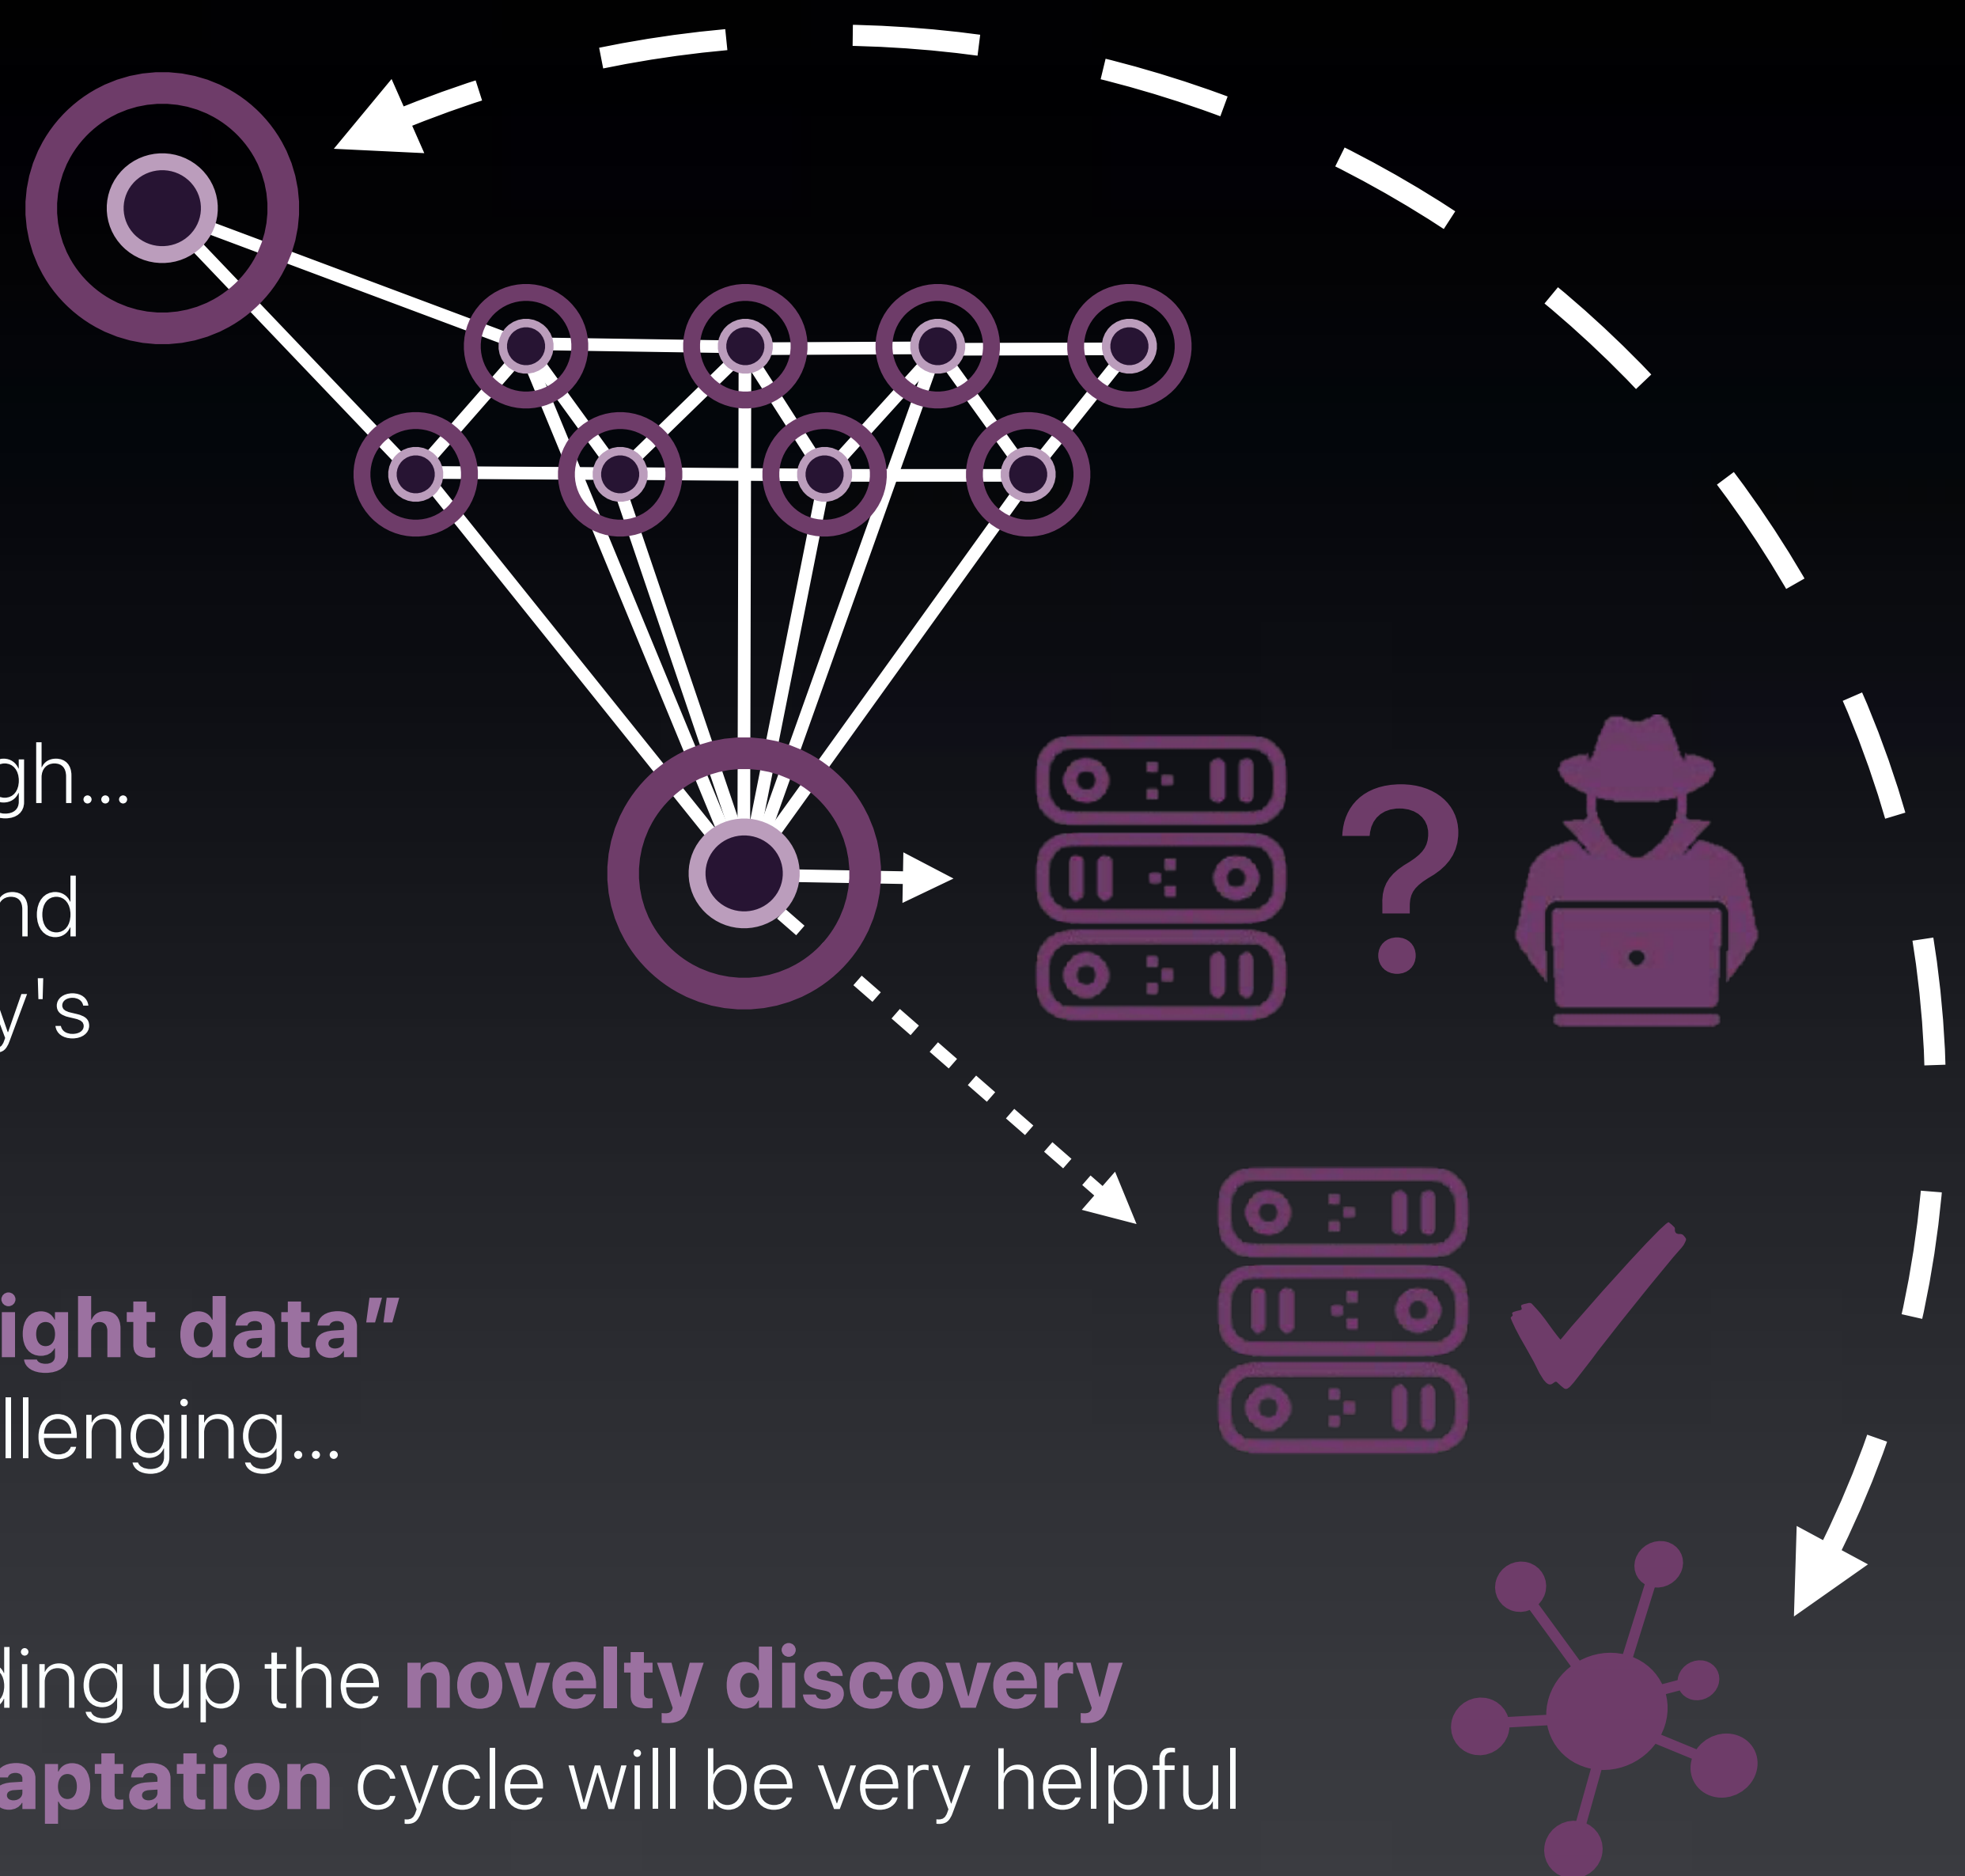 gh...
nd
y's
ight data”
llenging...
ding up the novelty discovery
aptation cycle will be very helpful
?